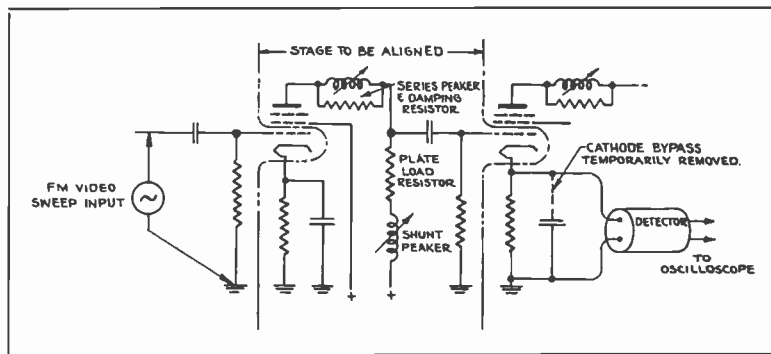 STAGE TO BE ALIGNED
SERIES PEAKER
& DAMPING
RESISTOR
CATHODE BYPASS
TEMPORARILY REMOVED.
PLATE
LOAD
RESISTOR
FM VIDEO
SWEEP INPUT
SHUNT
PEAKER
DETECTOR
TO
OSCILLOSCOPE
+
+